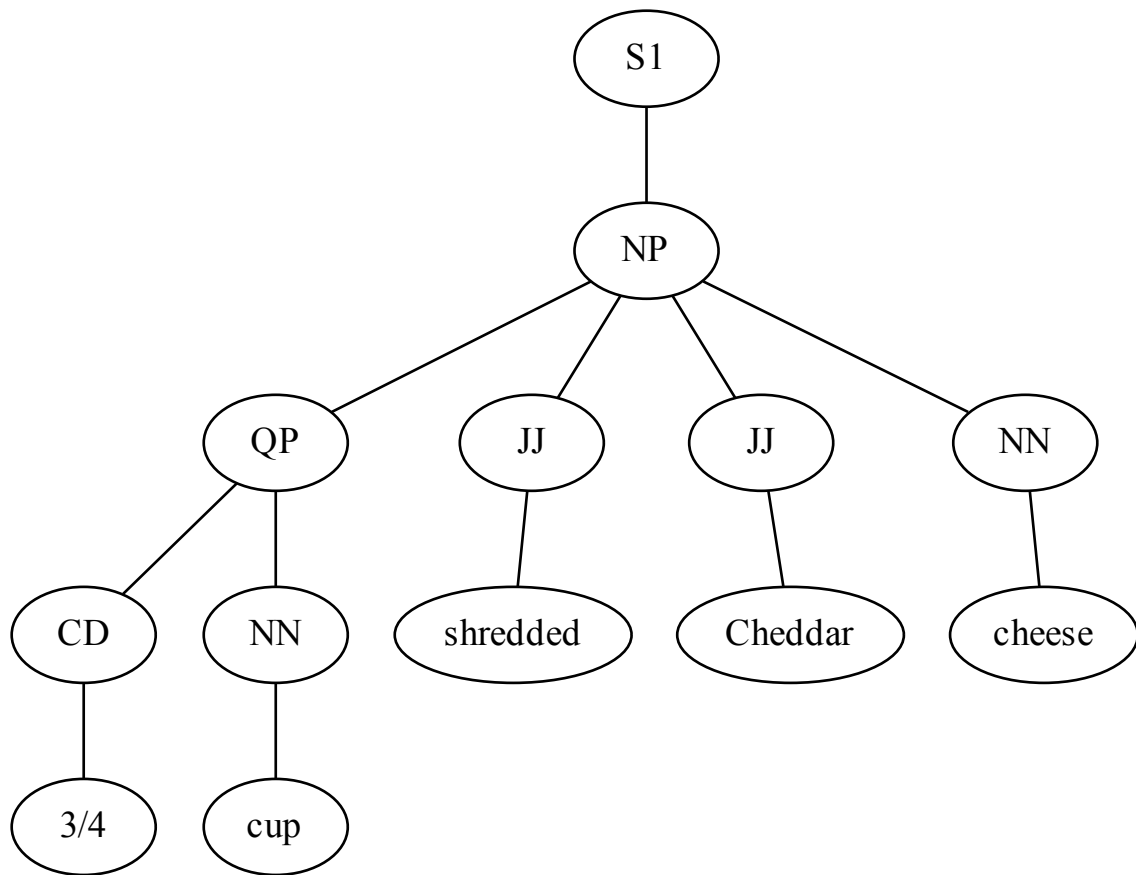 S1
NP
QP JJ JJ NN
CD NN shredded Cheddar cheese
3/4 cup